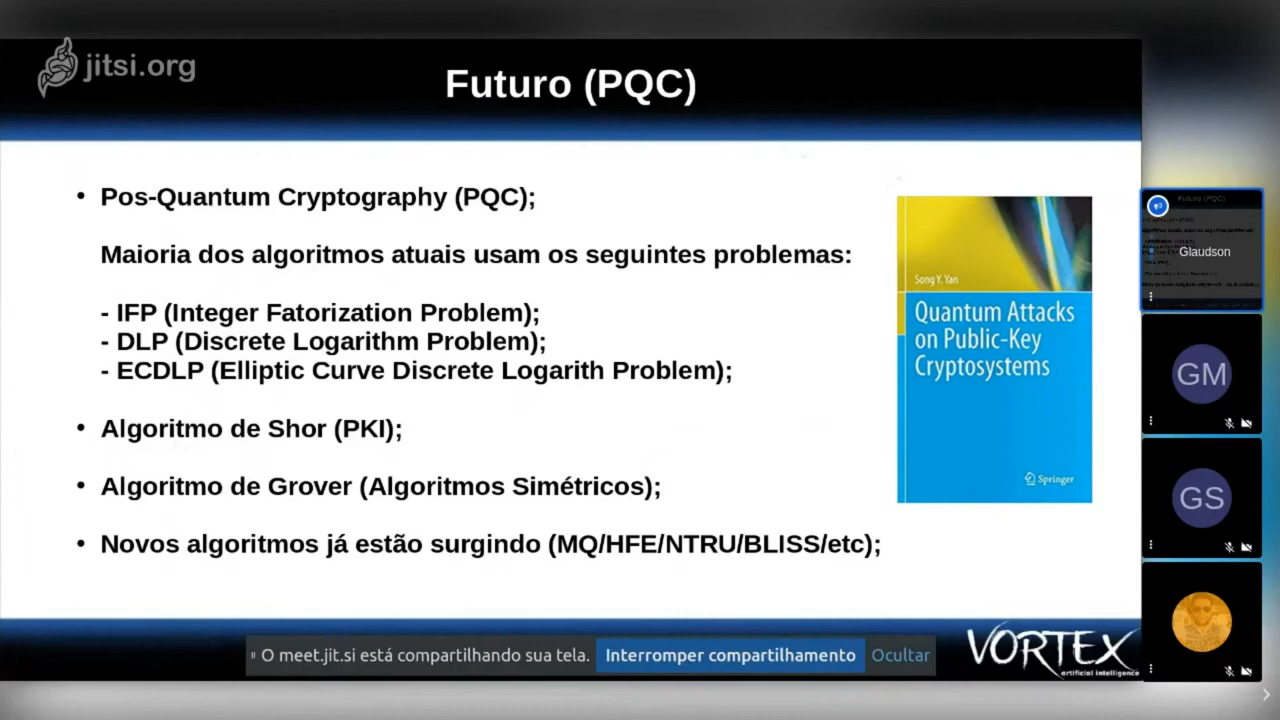 jitsi.org
Futuro (PQC)
• Pos-Quantum Cryptography (PQC);
Maioria dos algoritmos atuais usam os seguintes problemas:
- IFP (Integer Fatorization Problem);
- DLP (Discrete Logarithm Problem);
- ECDLP (Elliptic Curve Discrete Logarith Problem);
• Algoritmo de Shor (PKI);
• Algoritmo de Grover (Algoritmos Simétricos);
• Novos algoritmos já estão surgindo (MQ/HFE/NTRU/BLISS/etc);
Song Y. Yan
Quantum Attacks
on Public-Key
Cryptosystems
Springer
Futuro (PQC)
Glaudson
GM
GS
O meet.jit.si está compartilhando sua tela. Interromper compartilhamento Ocultar
VORTEX
artificial intelligence